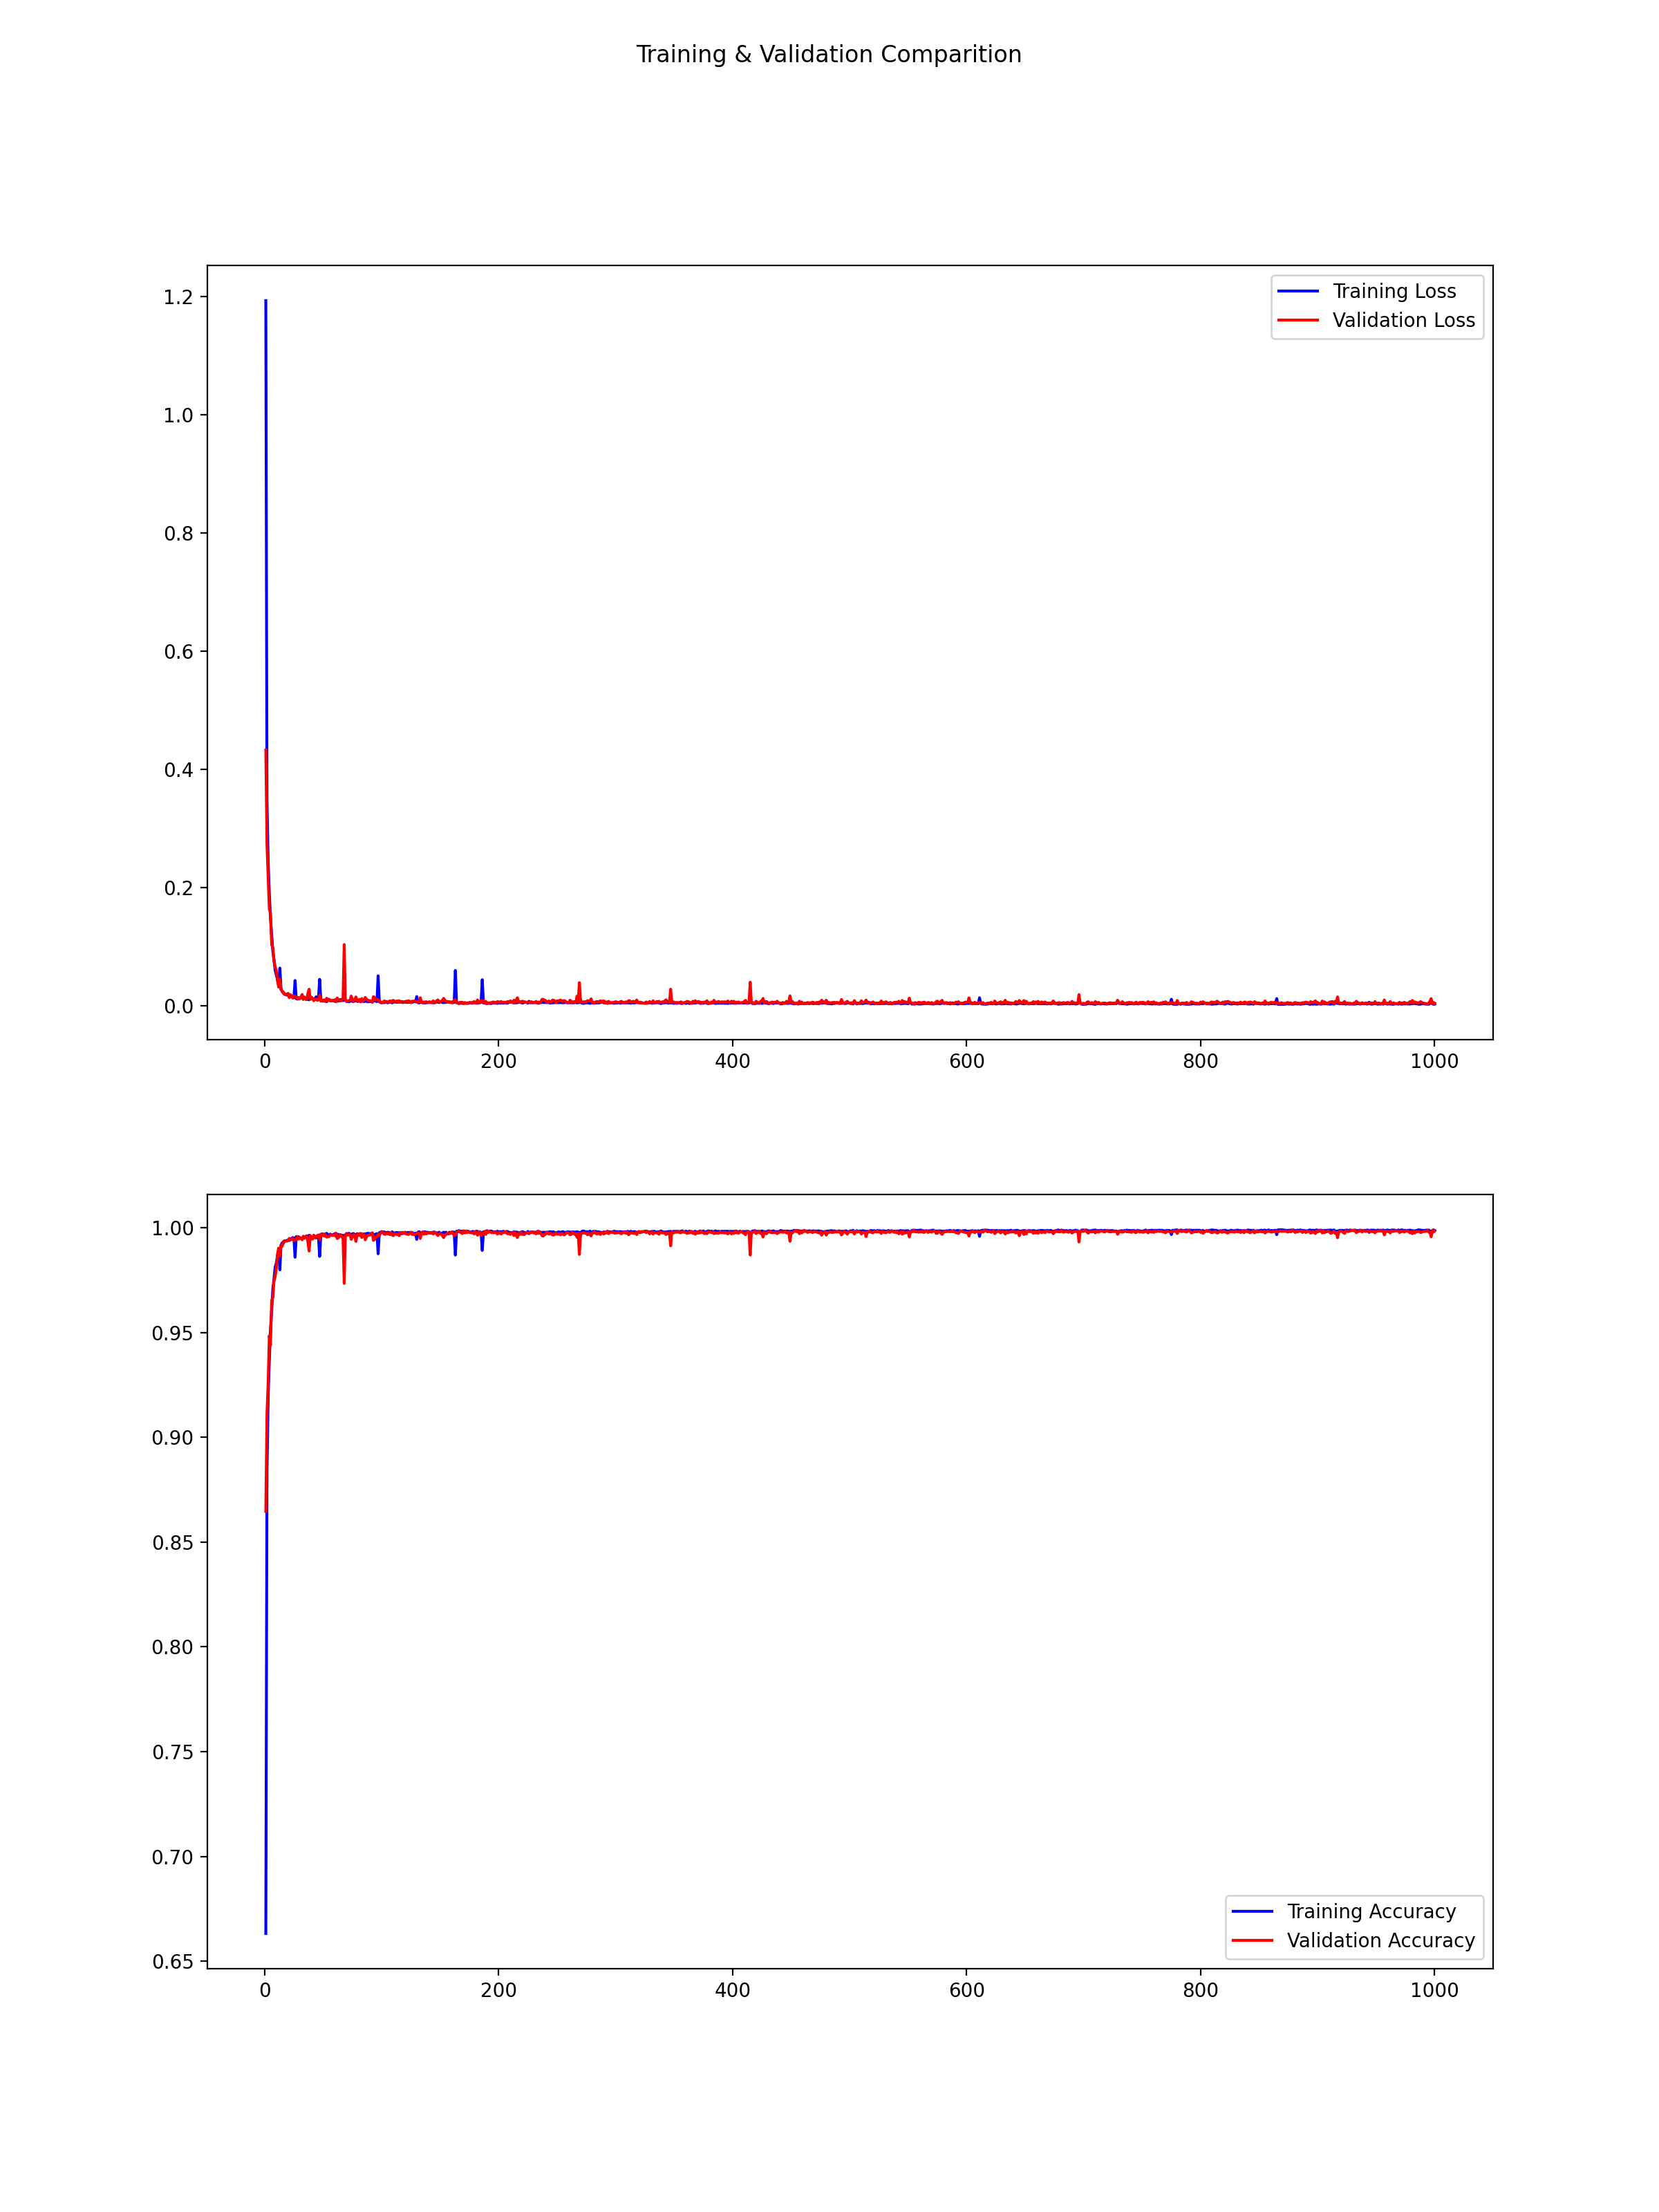 Training & Validation Comparition
1.2
1.0
0.8
0.6
0.4
0.2
0.0
Training Loss
Validation Loss
0 200 400 600 800 1000
1.00
0.95
0.90
0.85
0.80
0.75
0.70
0.65
Training Accuracy
Validation Accuracy
0 200 400 600 800 1000